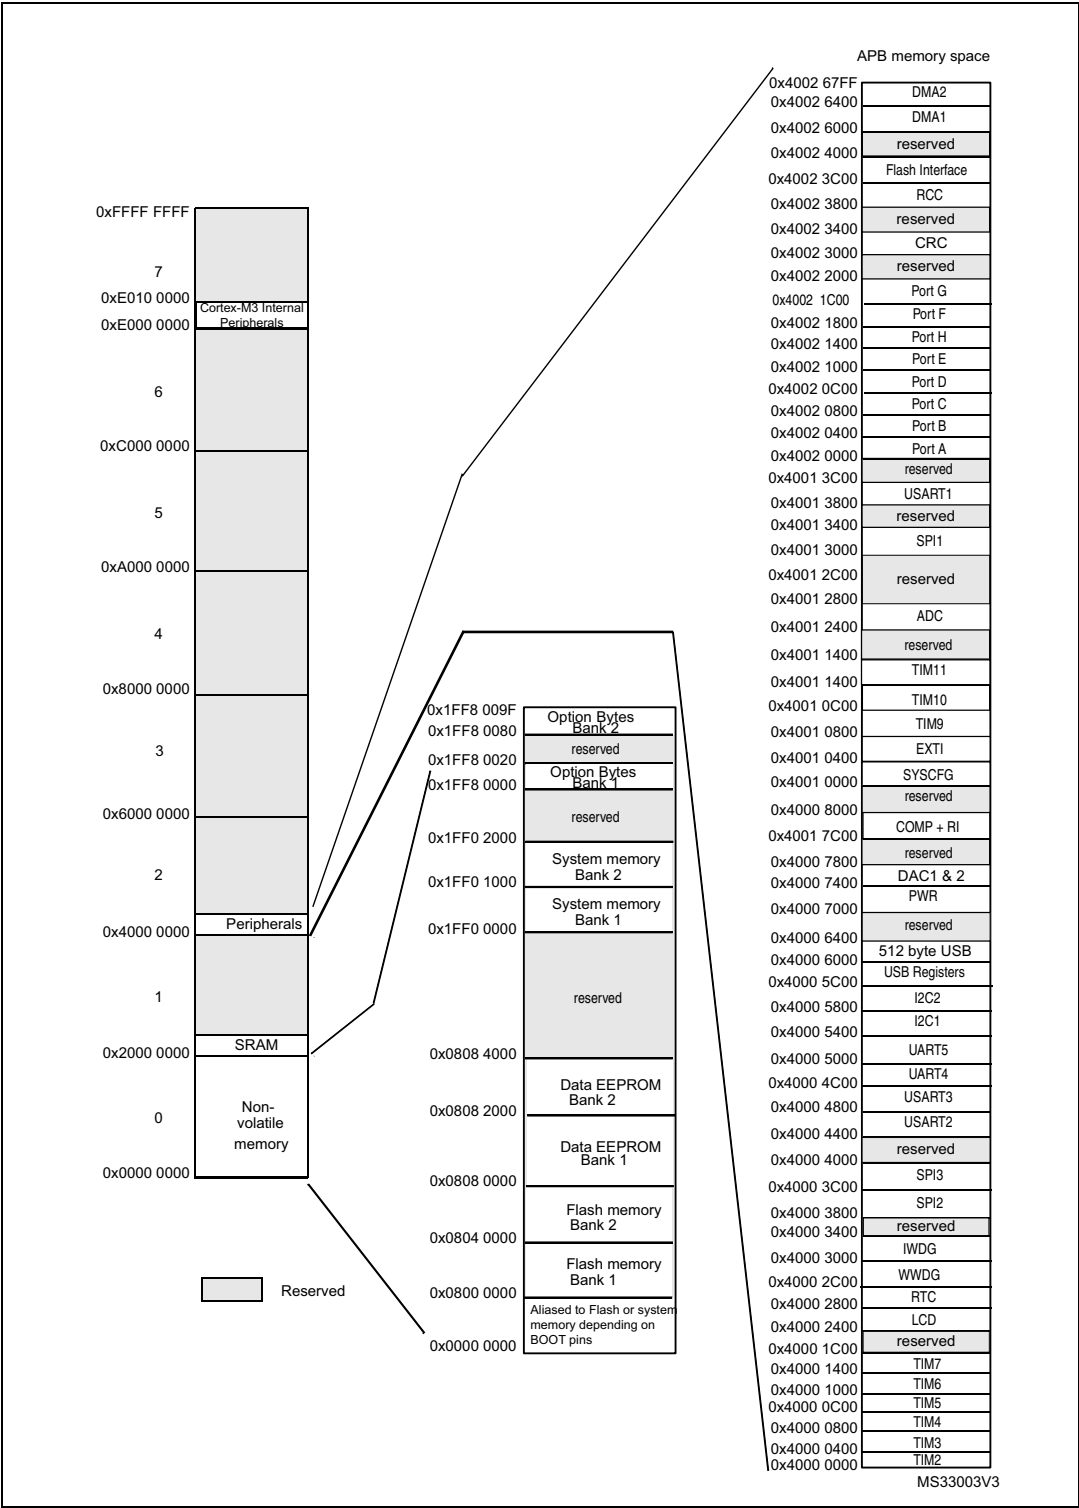 APB memory space
0xFFFF FFFF
7
0xE010 0000
Cortex-M3 Internal
Peripherals
0xE000 0000
6
0xC000 0000
5
0xA000 0000
4
0x8000 0000
3
0x6000 0000
2
Peripherals
0x4000 0000
1
SRAM
0x2000 0000
Non-
volatile
memory
0
0x0000 0000
Reserved
0x1FF8 009F
Option Bytes
Bank 2
0x1FF8 0080
reserved
0x1FF8 0020
Option Bytes
Bank 1
0x1FF8 0000
reserved
0x1FF0 2000
System memory
Bank 2
0x1FF0 1000
System memory
Bank 1
0x1FF0 0000
reserved
0x0808 4000
Data EEPROM
Bank 2
0x0808 2000
Data EEPROM
Bank 1
0x0808 0000
Flash memory
Bank 2
0x0804 0000
Flash memory
Bank 1
0x0800 0000
Aliased to Flash or system
memory depending on
BOOT pins
0x0000 0000
0x4002 67FF
DMA2
0x4002 6400
DMA1
0x4002 6000
reserved
0x4002 4000
Flash Interface
0x4002 3C00
RCC
0x4002 3800
reserved
0x4002 3400
CRC
0x4002 3000
reserved
0x4002 2000
Port G
0x4002 1C00
Port F
0x4002 1800
Port H
0x4002 1400
Port E
0x4002 1000
Port D
0x4002 0C00
Port C
0x4002 0800
Port B
0x4002 0400
Port A
0x4002 0000
reserved
0x4001 3C00
USART1
0x4001 3800
reserved
0x4001 3400
SPI1
0x4001 3000
0x4001 2C00
reserved
0x4001 2800
ADC
0x4001 2400
reserved
0x4001 1400
TIM11
0x4001 1400
TIM10
0x4001 0C00
TIM9
0x4001 0800
EXTI
0x4001 0400
SYSCFG
0x4001 0000
reserved
0x4000 8000
COMP + RI
0x4001 7C00
reserved
0x4000 7800
DAC1 & 2
0x4000 7400
PWR
0x4000 7000
reserved
0x4000 6400
512 byte USB
0x4000 6000
USB Registers
0x4000 5C00
I2C2
0x4000 5800
I2C1
0x4000 5400
UART5
0x4000 5000
UART4
0x4000 4C00
USART3
0x4000 4800
USART2
0x4000 4400
reserved
0x4000 4000
SPI3
0x4000 3C00
SPI2
0x4000 3800
reserved
0x4000 3400
IWDG
0x4000 3000
WWDG
0x4000 2C00
RTC
0x4000 2800
LCD
0x4000 2400
reserved
0x4000 1C00
TIM7
0x4000 1400
TIM6
0x4000 1000
TIM5
0x4000 0C00
TIM4
0x4000 0800
TIM3
0x4000 0400
TIM2
0x4000 0000
MS33003V3